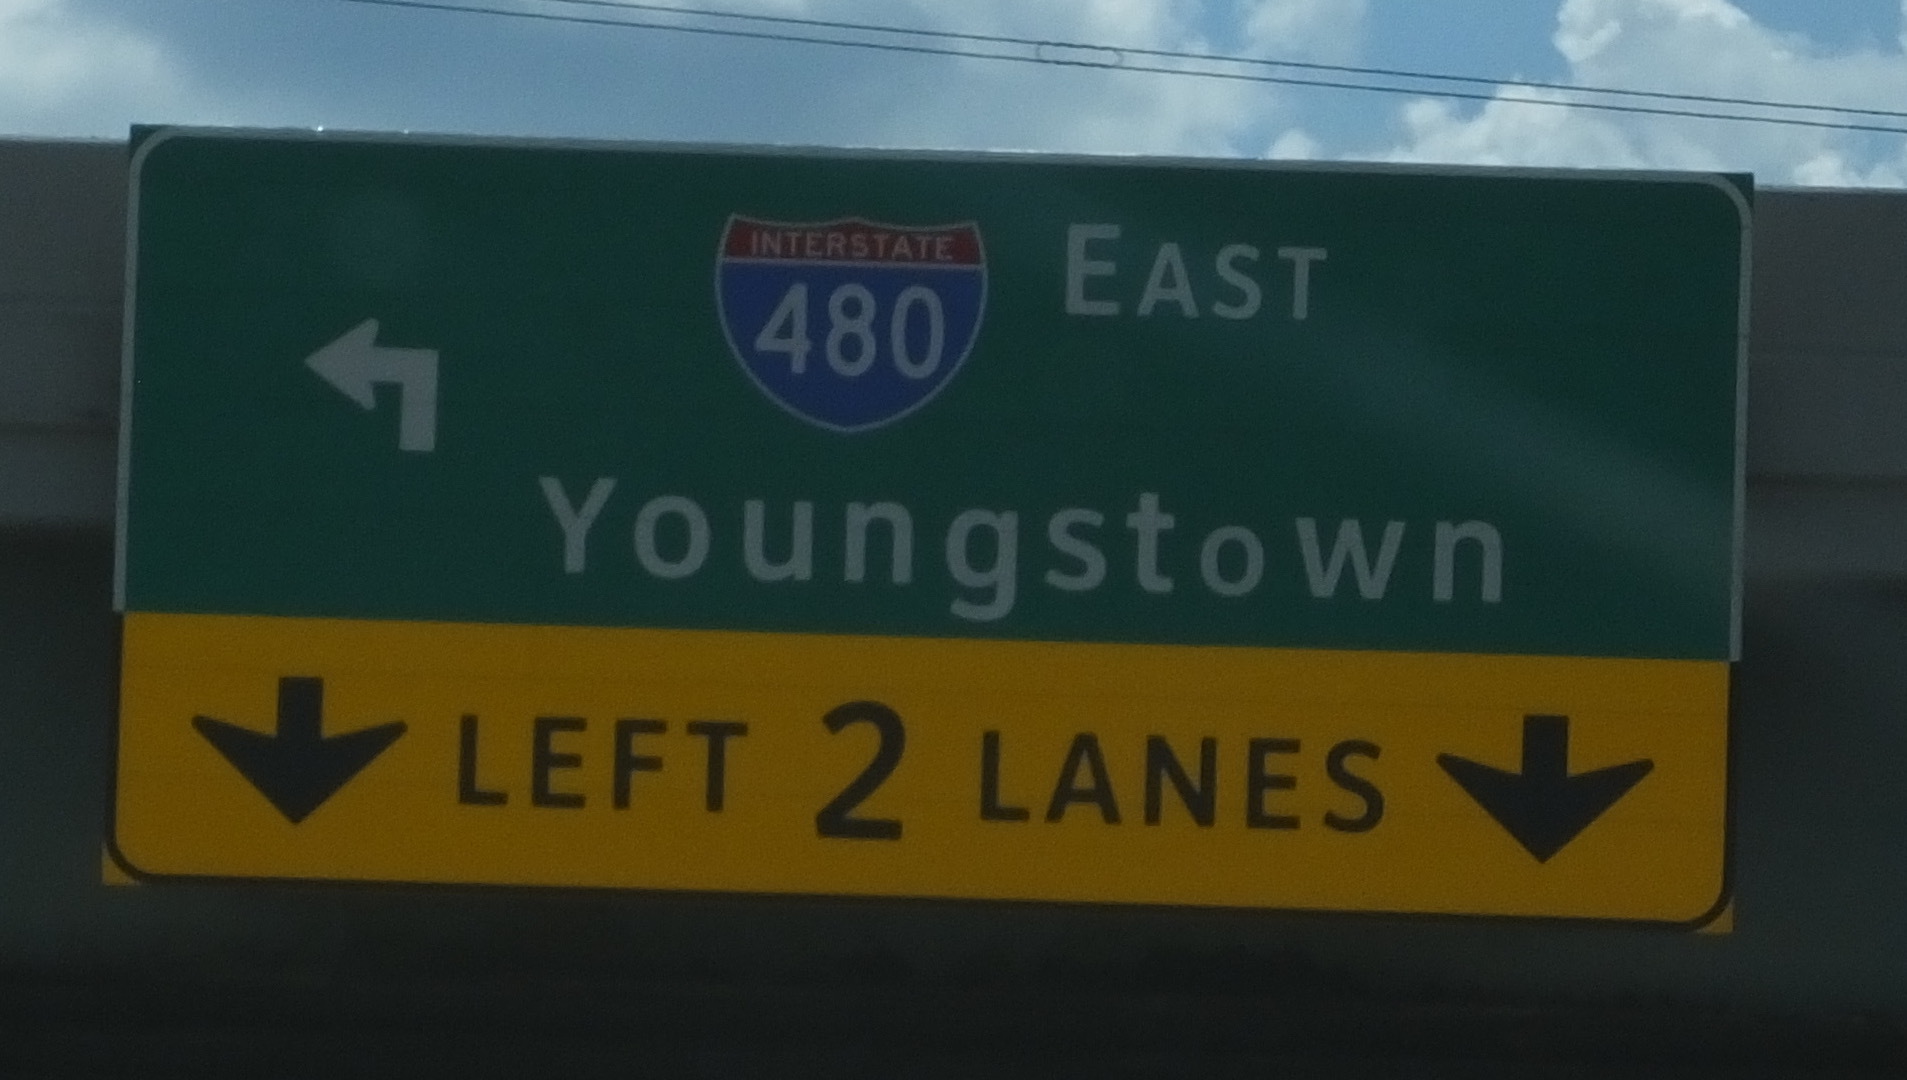 INTERSTATE
480 EAST
Youngstown
LEFT 2 LANES